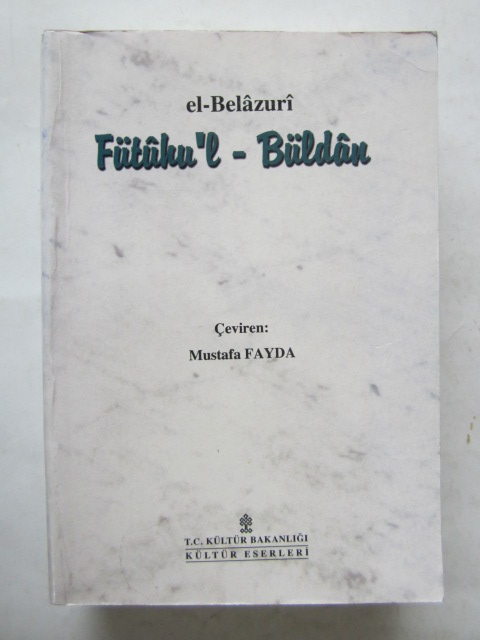 el-Belâzurî
Fütûhu'l - Büldân
Çeviren:
Mustafa FAYDA
T.C. KÜLTÜR BAKANLIĞI
KÜLTÜR ESERLERİ